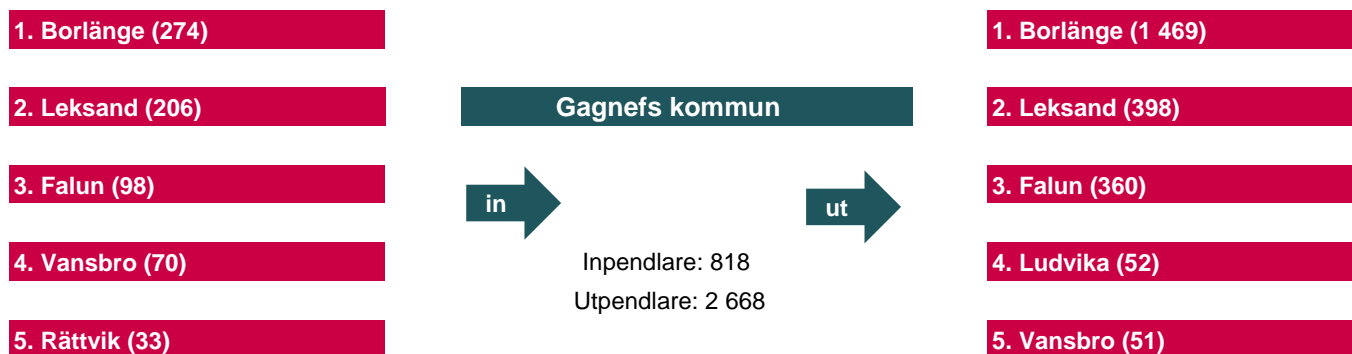 1. Borlänge (274)
2. Leksand (206)
3. Falun (98)
4. Vansbro (70)
5. Rättvik (33)
Gagnefs kommun
in
ut
Inpendlare: 818
Utpendlare: 2 668
1. Borlänge (1 469)
2. Leksand (398)
3. Falun (360)
4. Ludvika (52)
5. Vansbro (51)